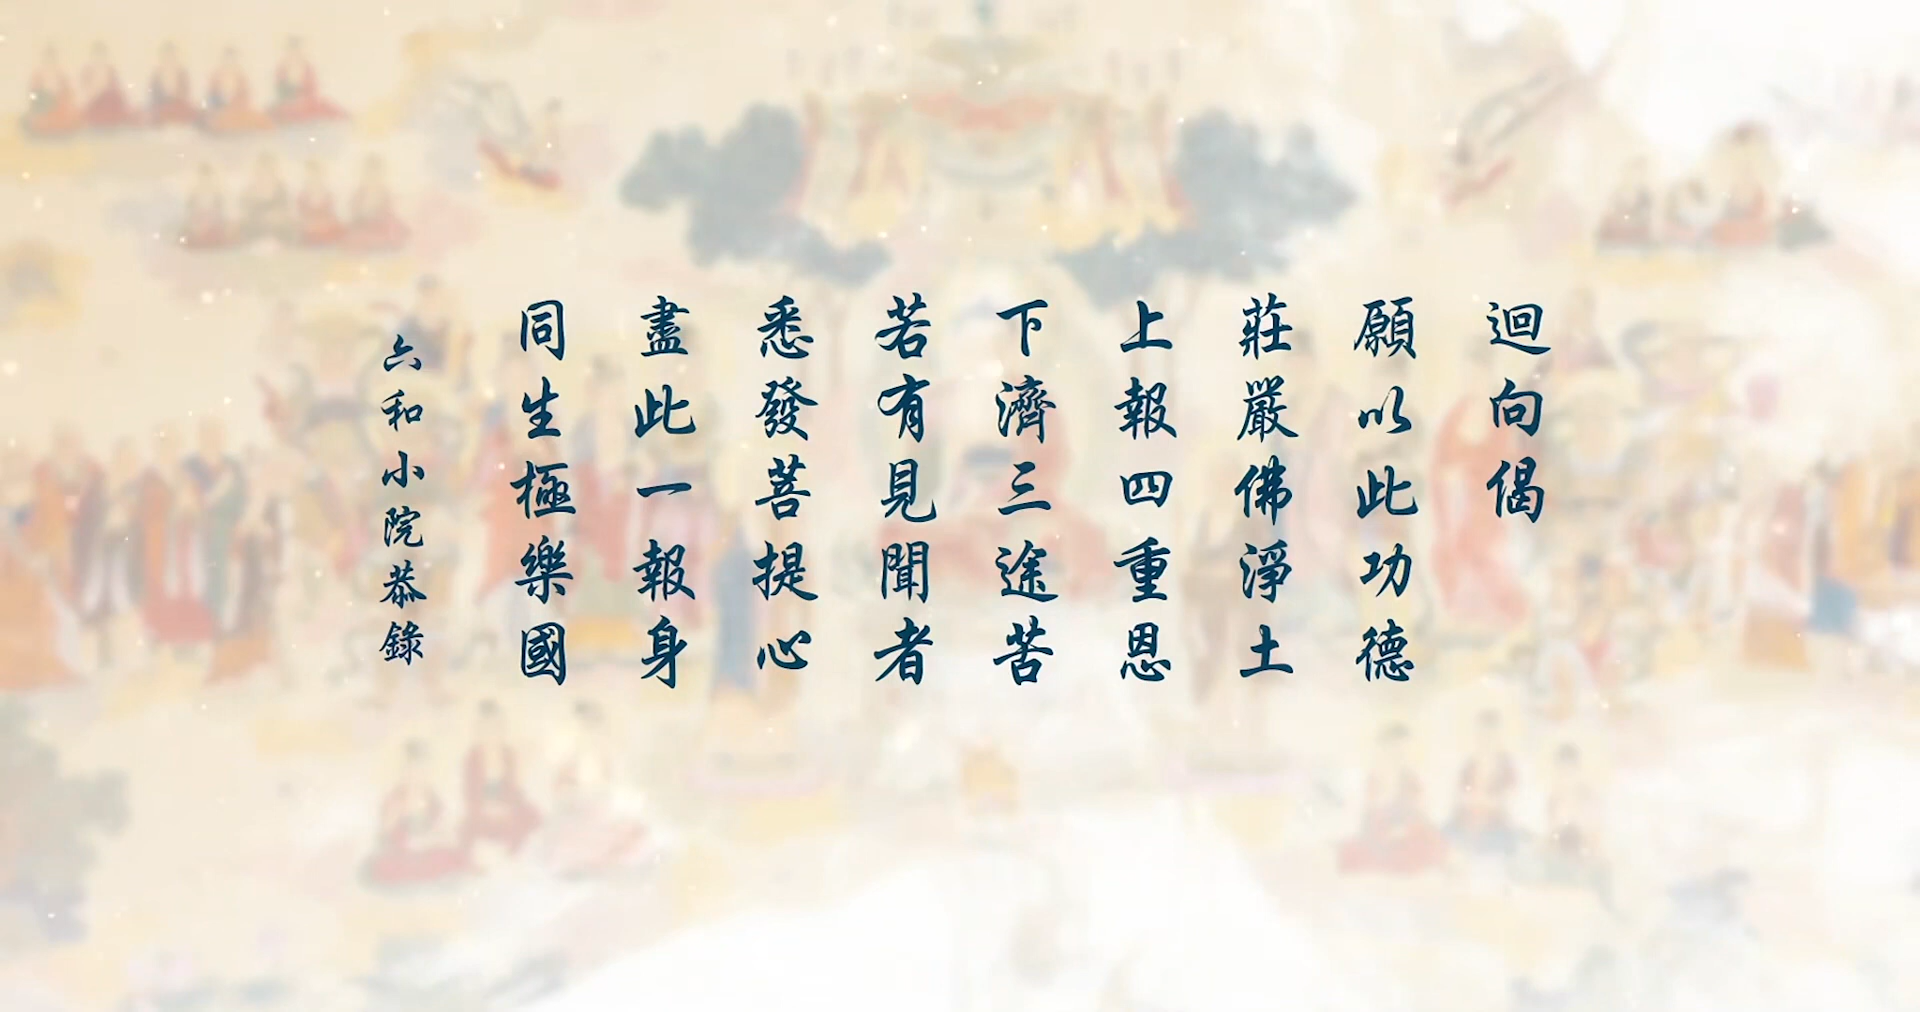 迴向偈
願以此功德
莊嚴佛淨土
上報四重恩
下濟三途苦
若有見聞者
悉發菩提心
盡此一報身
同生極樂國
六和小院恭錄